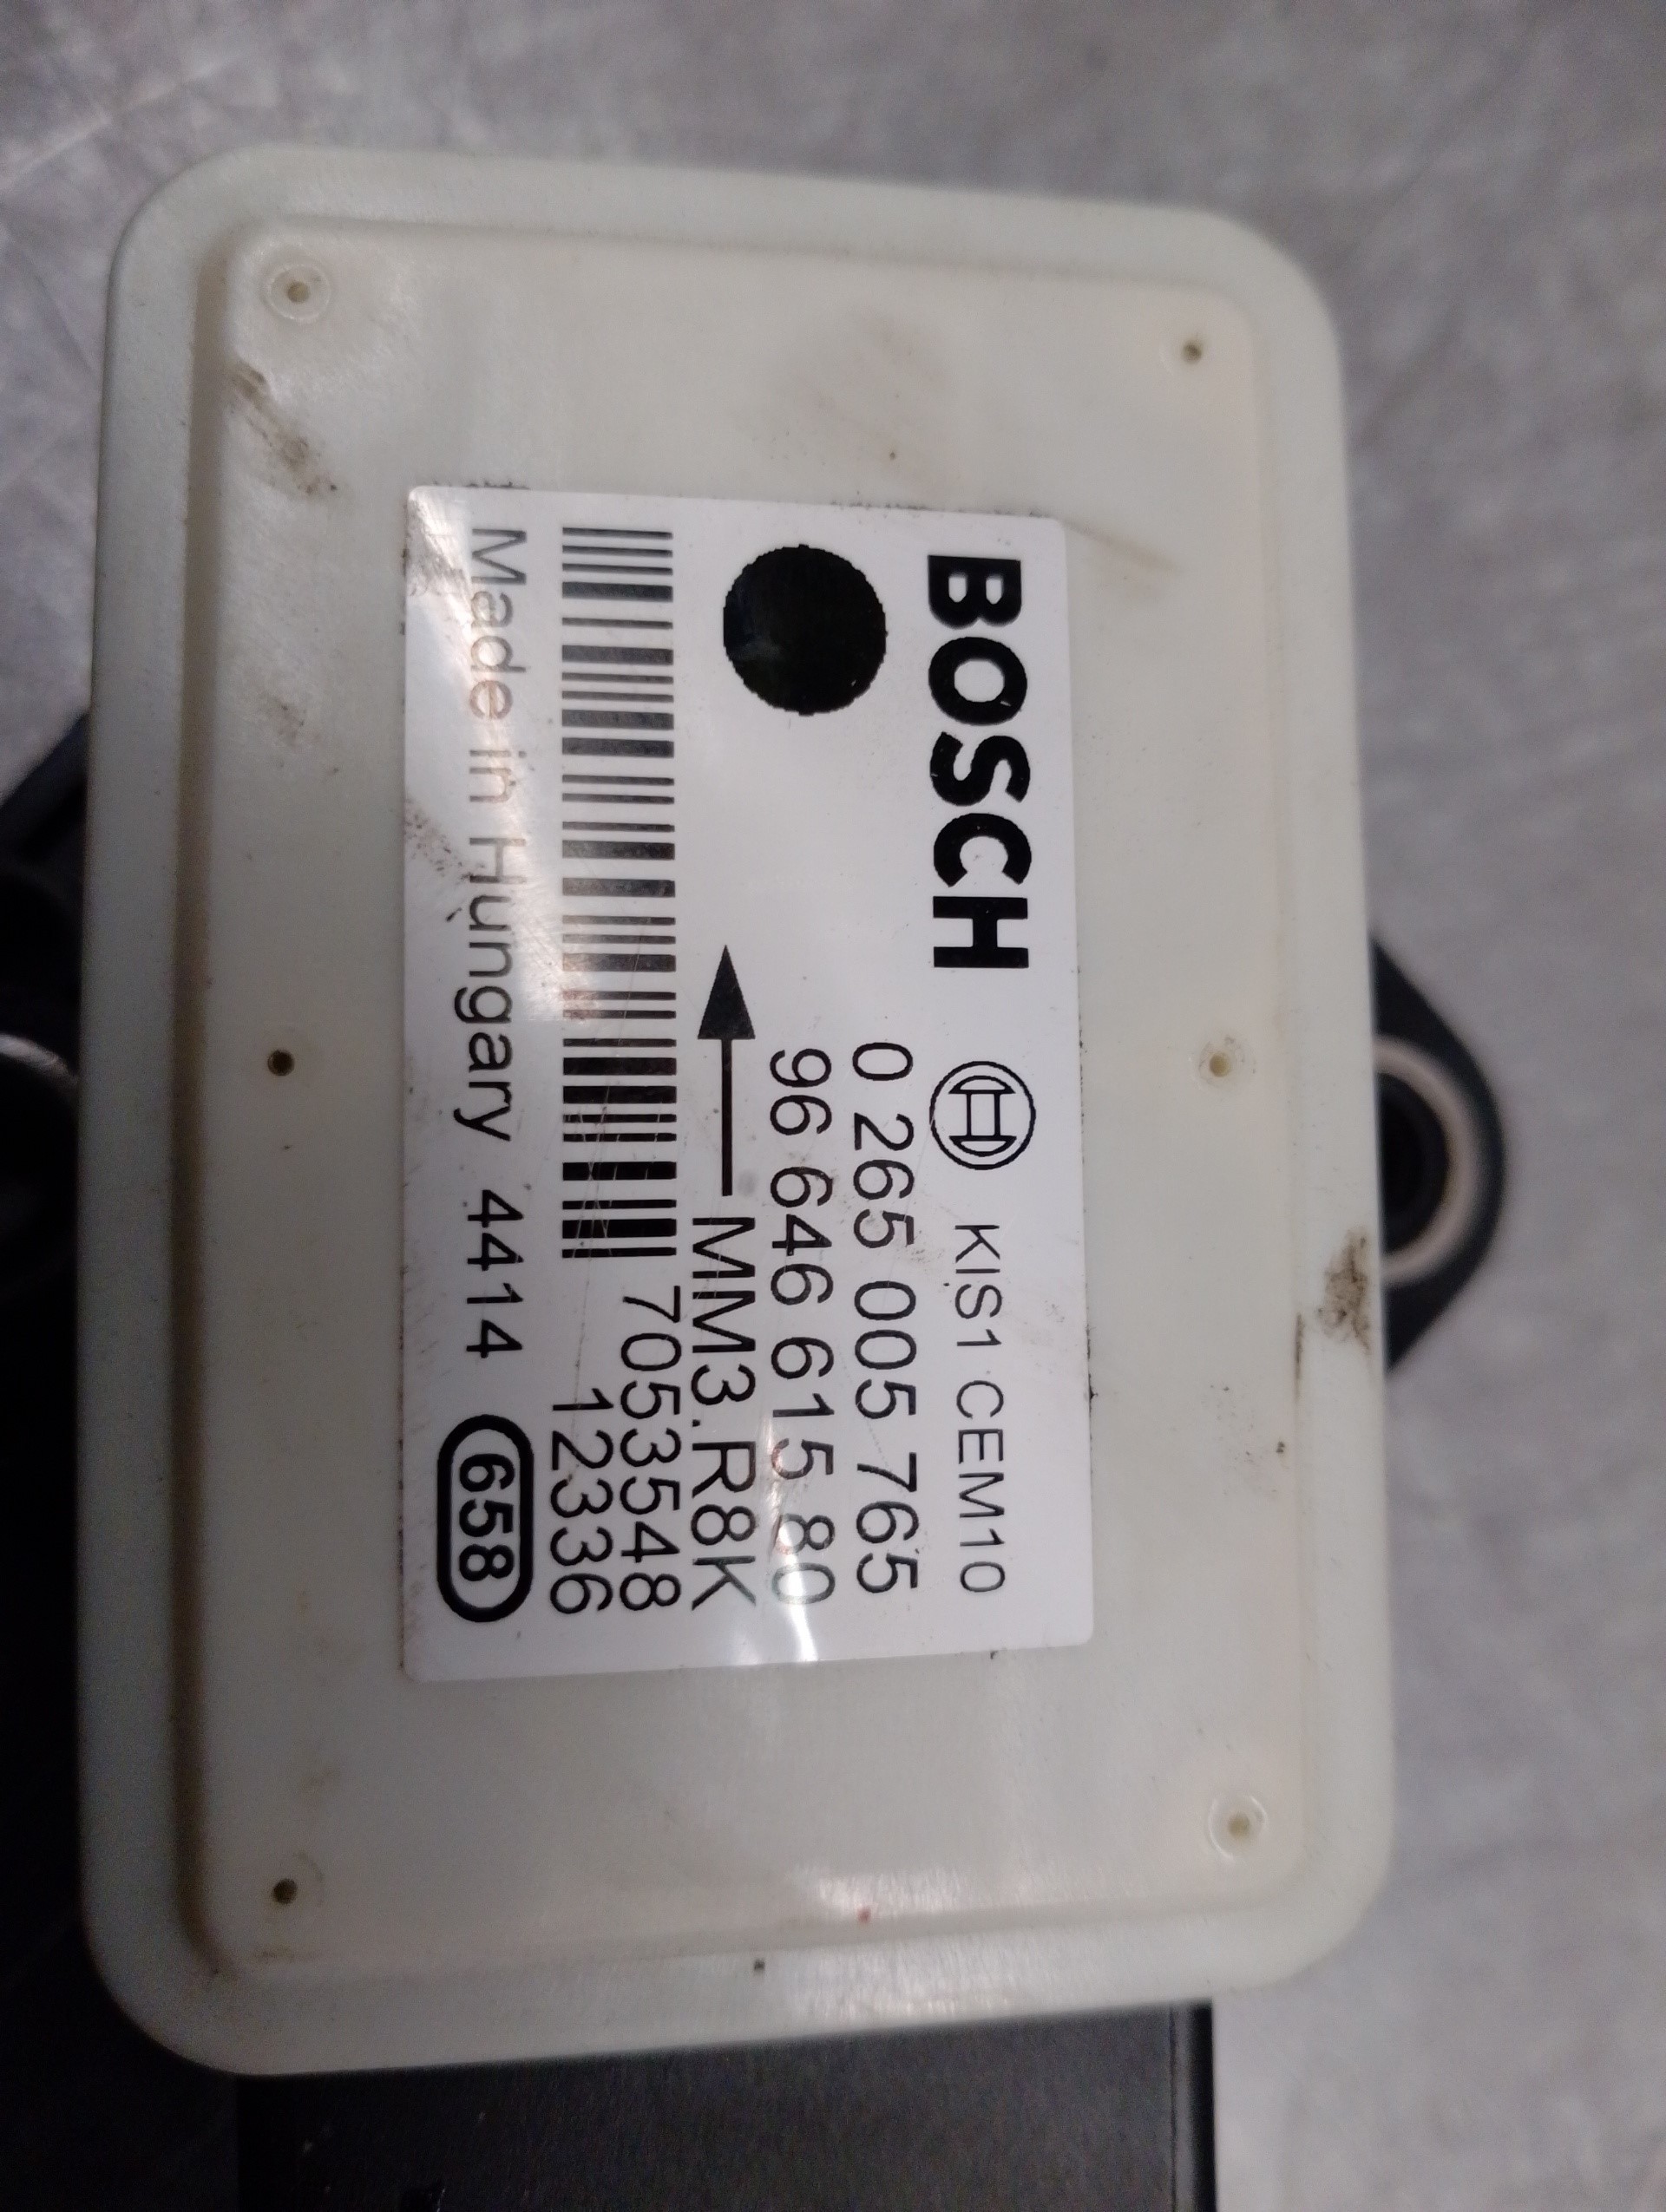 BOSCH KIS1 CEM10
0 265 005 765
96 646 615 80
MM3.R8K
7053548
12336
Made in Hungary 4414 658